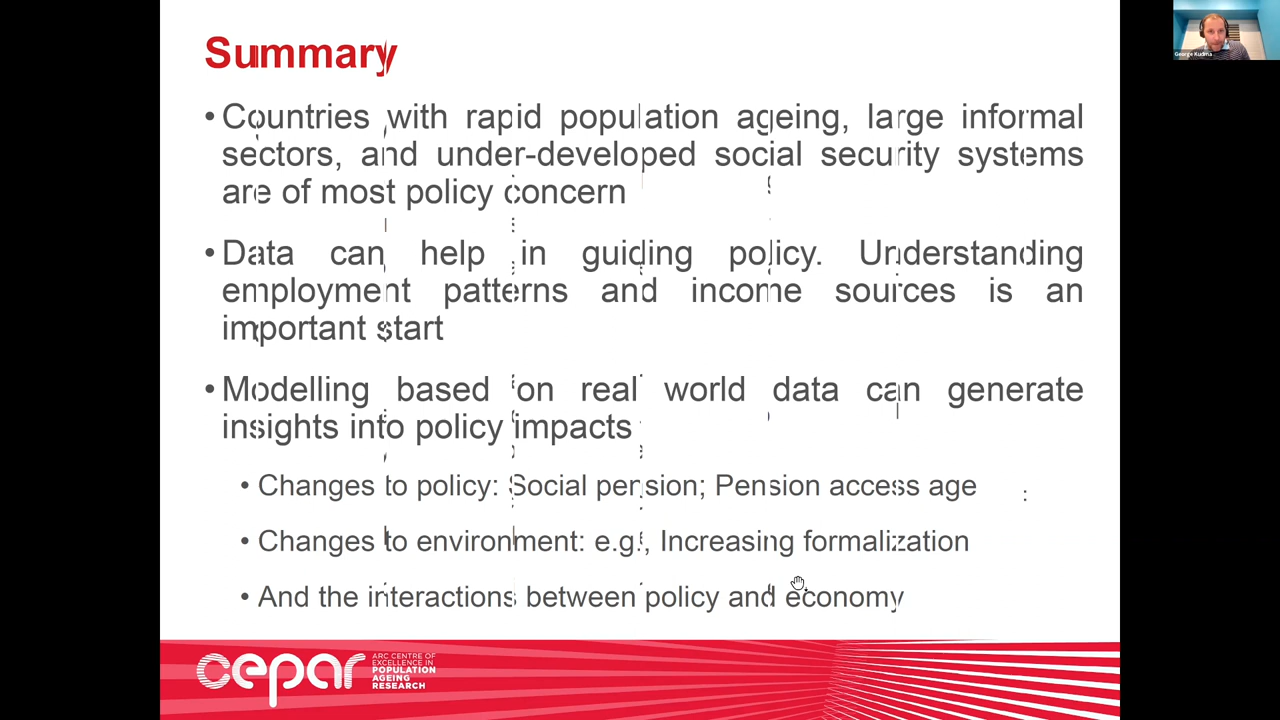 Summary
• Countries with rapid population ageing, large informal
sectors, and under-developed social security systems
are of most policy concern
• Data can help in guiding policy. Understanding
employment patterns and income sources is an
important start
• Modelling based on real world data can generate
insights into policy impacts
• Changes to policy: Social pension; Pension access age
• Changes to environment: e.g., Increasing formalization
• And the interactions between policy and economy
cepar
ARC CENTRE OF
EXCELLENCE IN
POPULATION
AGEING
RESEARCH
George Kudrna